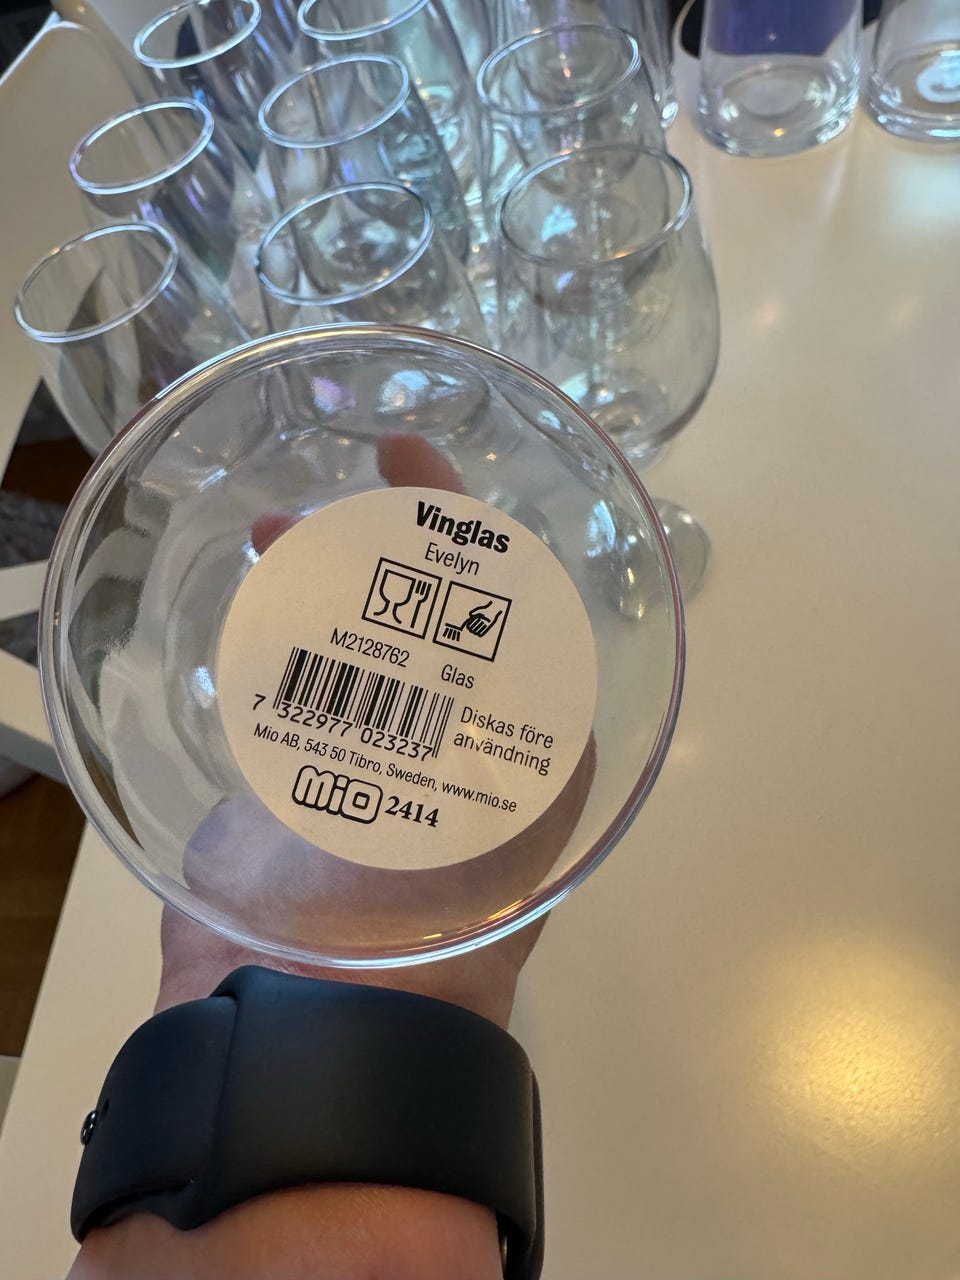 Vinglas
Evelyn
M2128762
Glas
7 322977 023237
Diskas före
användning
Mio AB, 543 50 Tibro, Sweden, www.mio.se
mio 2414